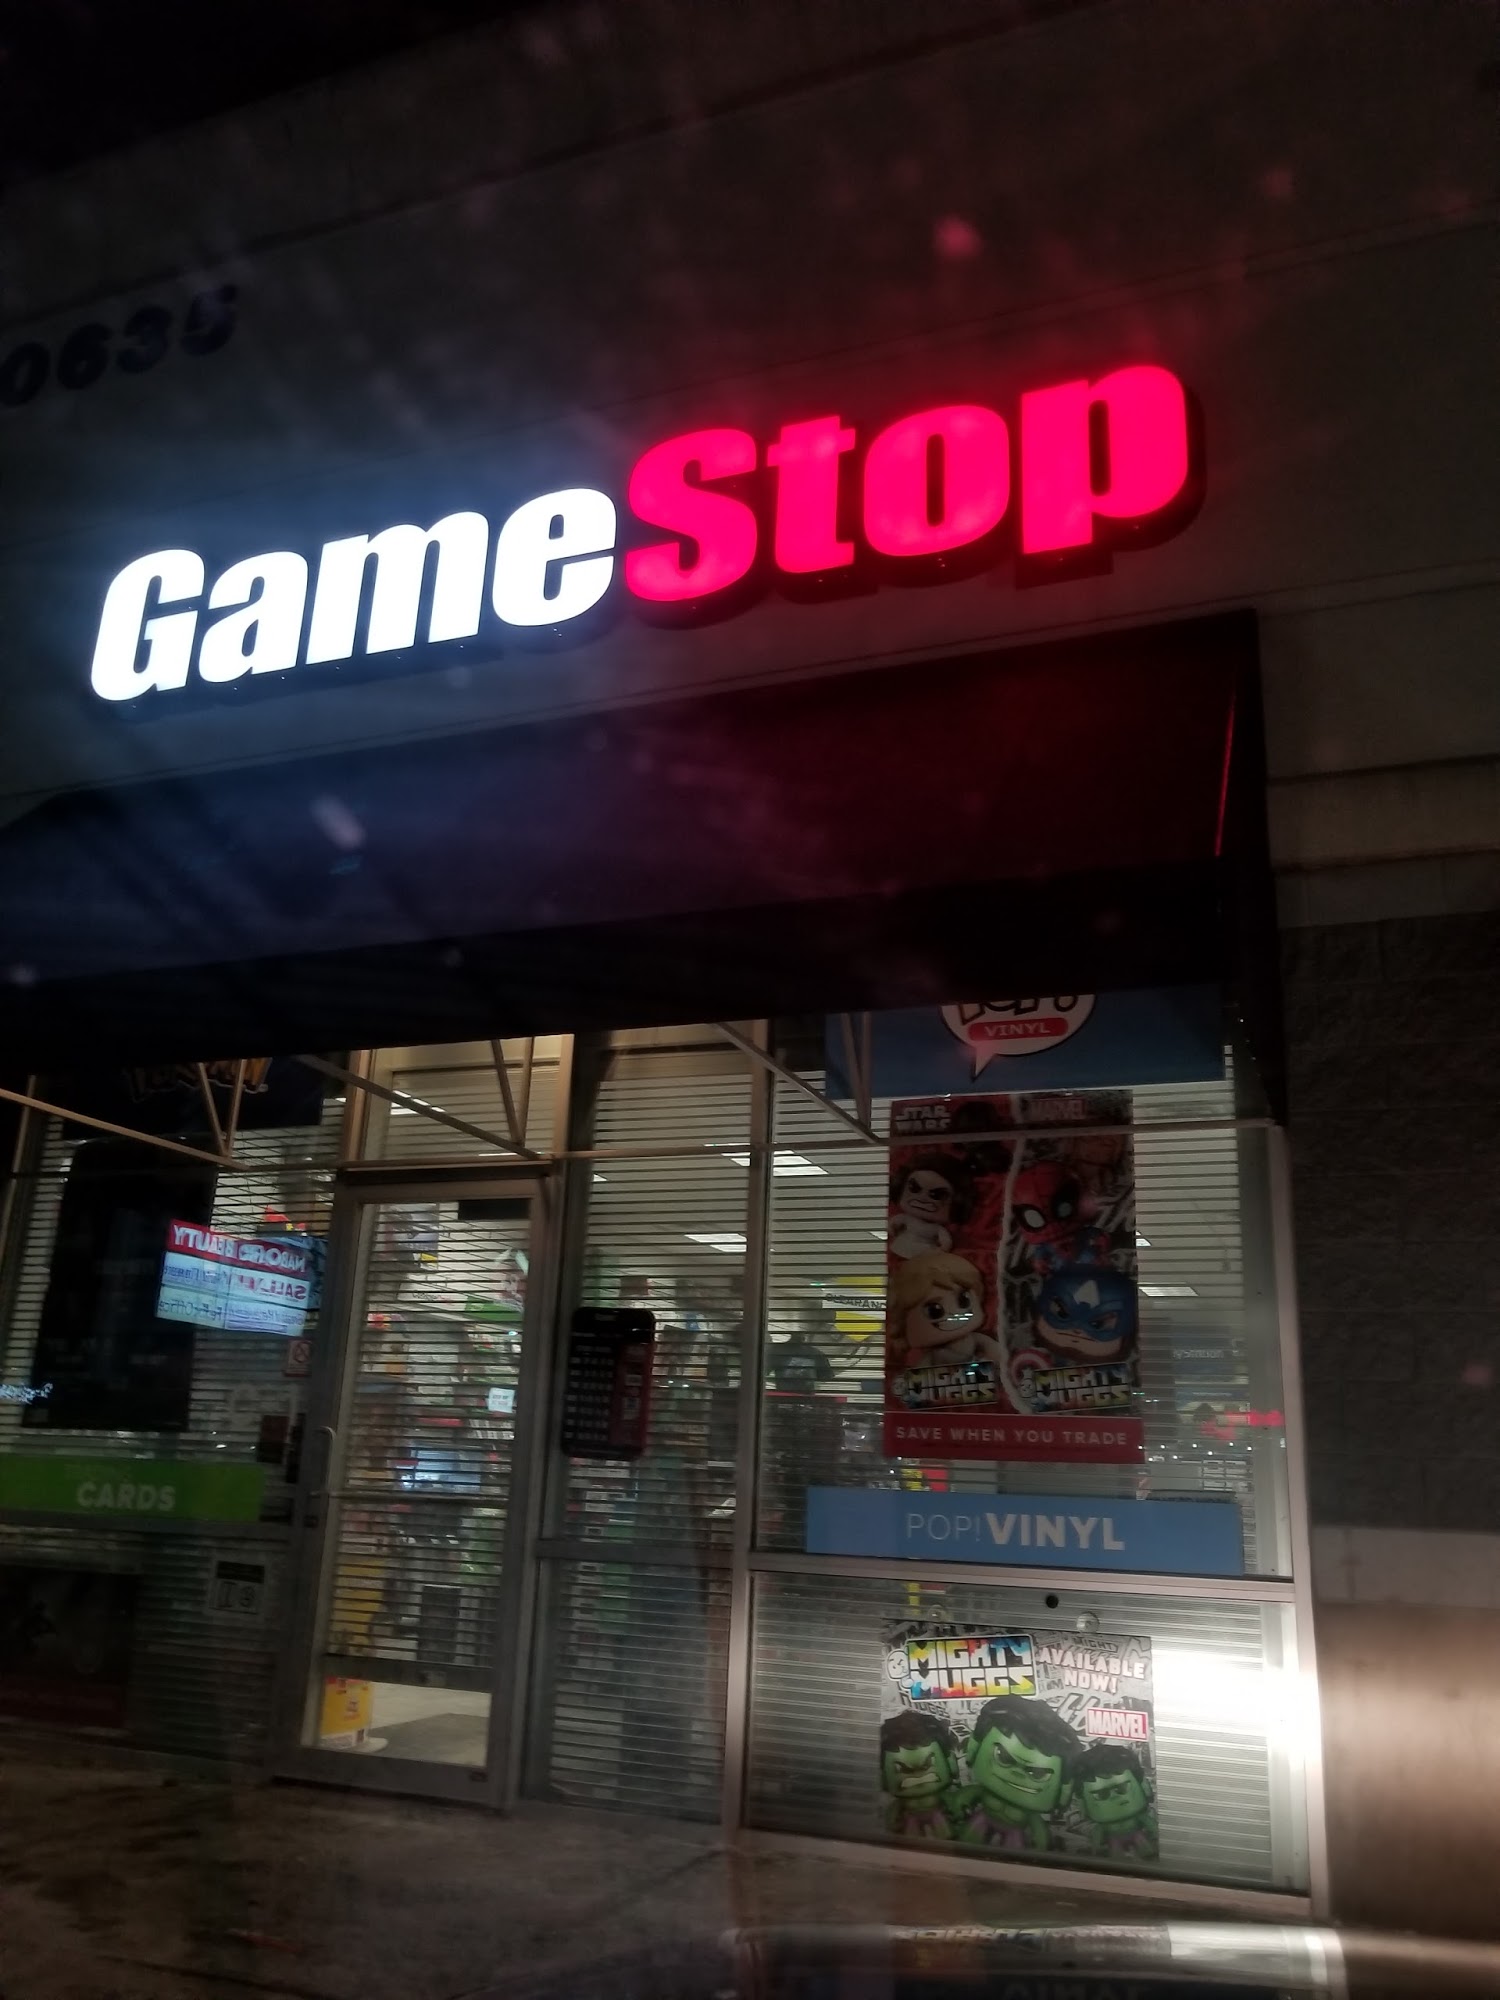 0635
GameStop
VINYL
STAR WARS
MARVEL
MIGHTY MUGGS
MIGHTY MUGGS
SAVE WHEN YOU TRADE
CARDS
POP! VINYL
MIGHTY MUGGS
AVAILABLE NOW!
MARVEL